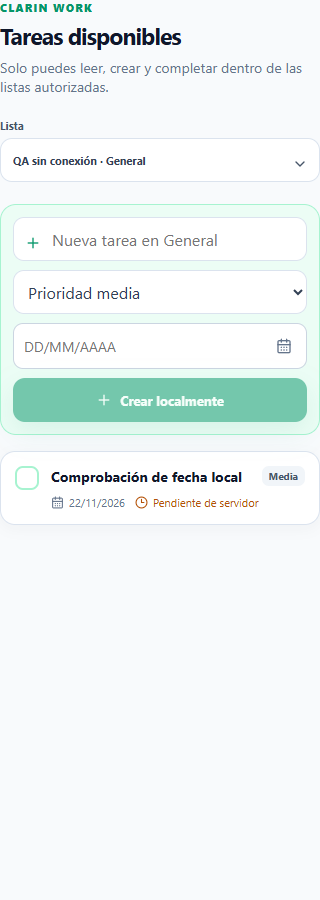 CLARIN WORK
Tareas disponibles
Solo puedes leer, crear y completar dentro de las
listas autorizadas.
Lista
QA sin conexión · General
Nueva tarea en General
Prioridad media
DD/MM/AAAA
Crear localmente
Comprobación de fecha local
Media
22/11/2026
Pendiente de servidor